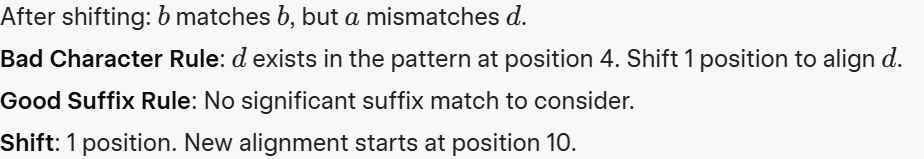 After shifting: b matches b, but a mismatches d.
Bad Character Rule: d exists in the pattern at position 4. Shift 1 position to align d.
Good Suffix Rule: No significant suffix match to consider.
Shift: 1 position. New alignment starts at position 10.